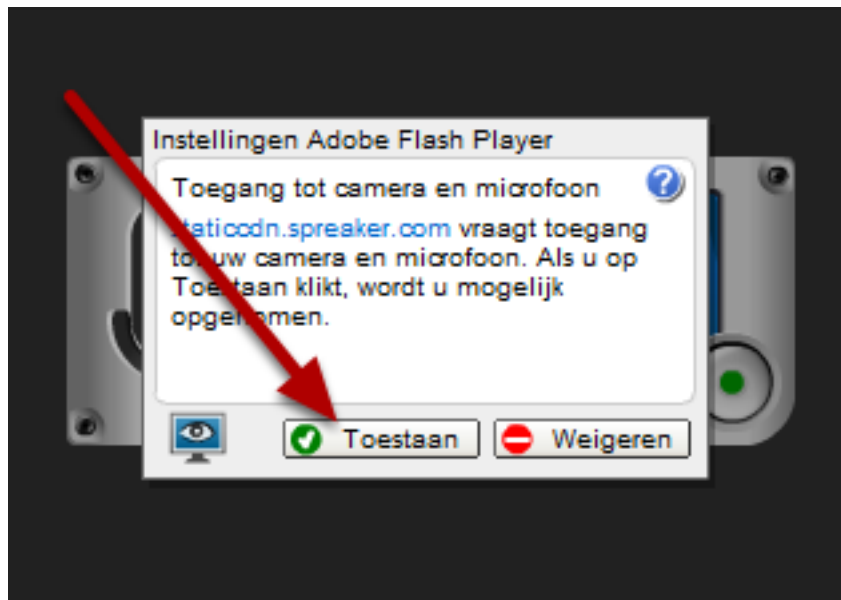 Instellingen Adobe Flash Player
Toegang tot camera en microfoon
staticcdn.spreaker.com vraagt toegang
tot uw camera en microfoon. Als u op
Toestaan klikt, wordt u mogelijk
opgenomen.
Toestaan
Weigeren